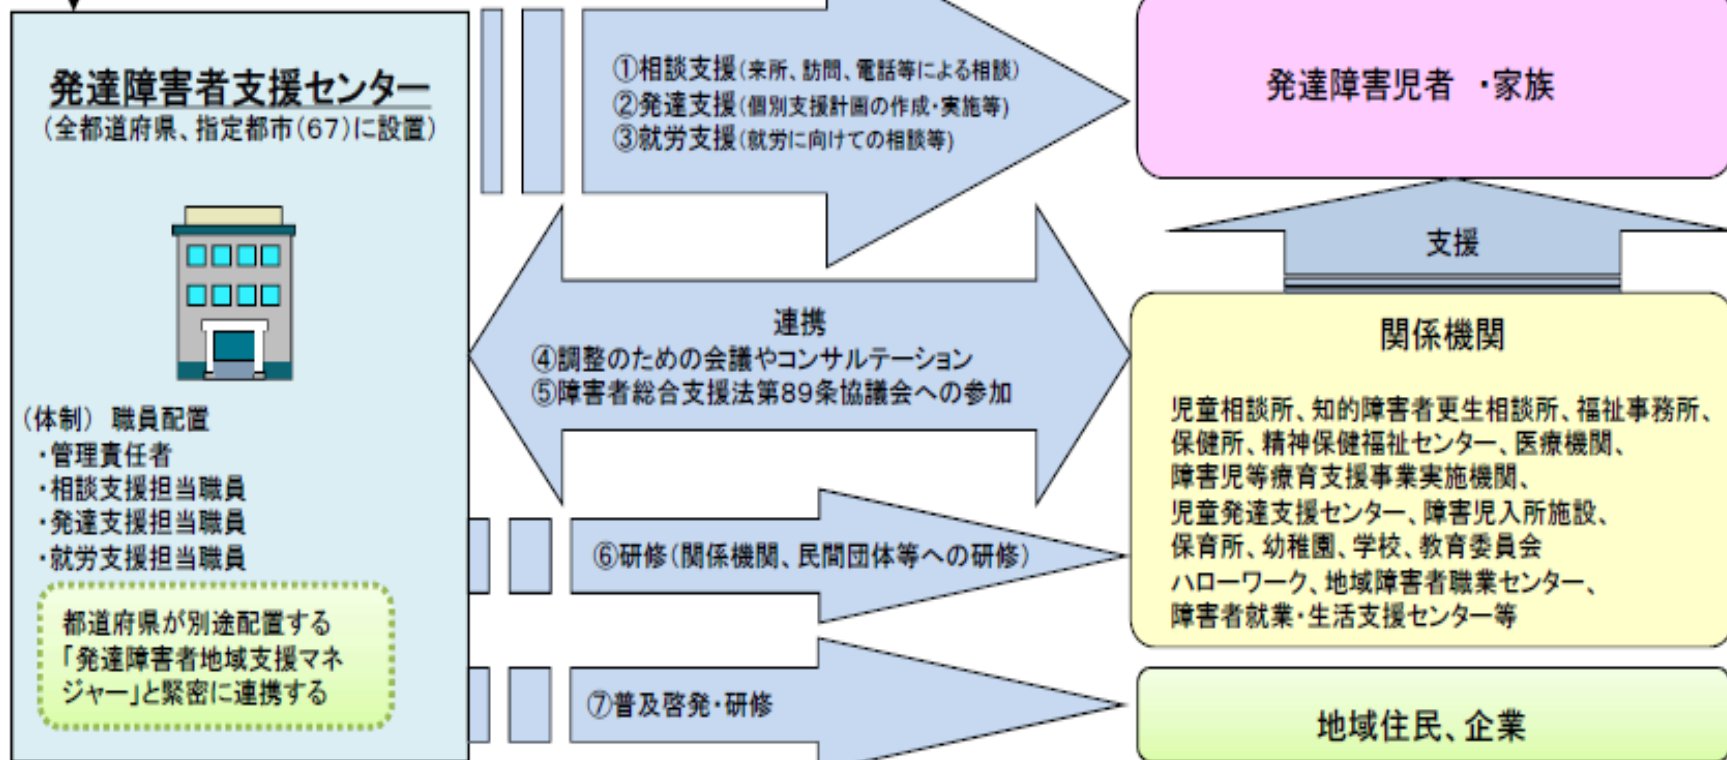 発達障害者支援センター
(全都道府県、指定都市(67)に設置)
(体制) 職員配置
・管理責任者
・相談支援担当職員
・発達支援担当職員
・就労支援担当職員
都道府県が別途配置する
「発達障害者地域支援マネ
ジャー」と緊密に連携する
①相談支援(来所、訪問、電話等による相談)
②発達支援(個別支援計画の作成・実施等)
③就労支援(就労に向けての相談等)
連携
④調整のための会議やコンサルテーション
⑤障害者総合支援法第89条協議会への参加
⑥研修(関係機関、民間団体等への研修)
⑦普及啓発・研修
発達障害児者 ・家族
支援
関係機関
児童相談所、知的障害者更生相談所、福祉事務所、
保健所、精神保健福祉センター、医療機関、
障害児等療育支援事業実施機関、
児童発達支援センター、障害児入所施設、
保育所、幼稚園、学校、教育委員会
ハローワーク、地域障害者職業センター、
障害者就業・生活支援センター等
地域住民、企業